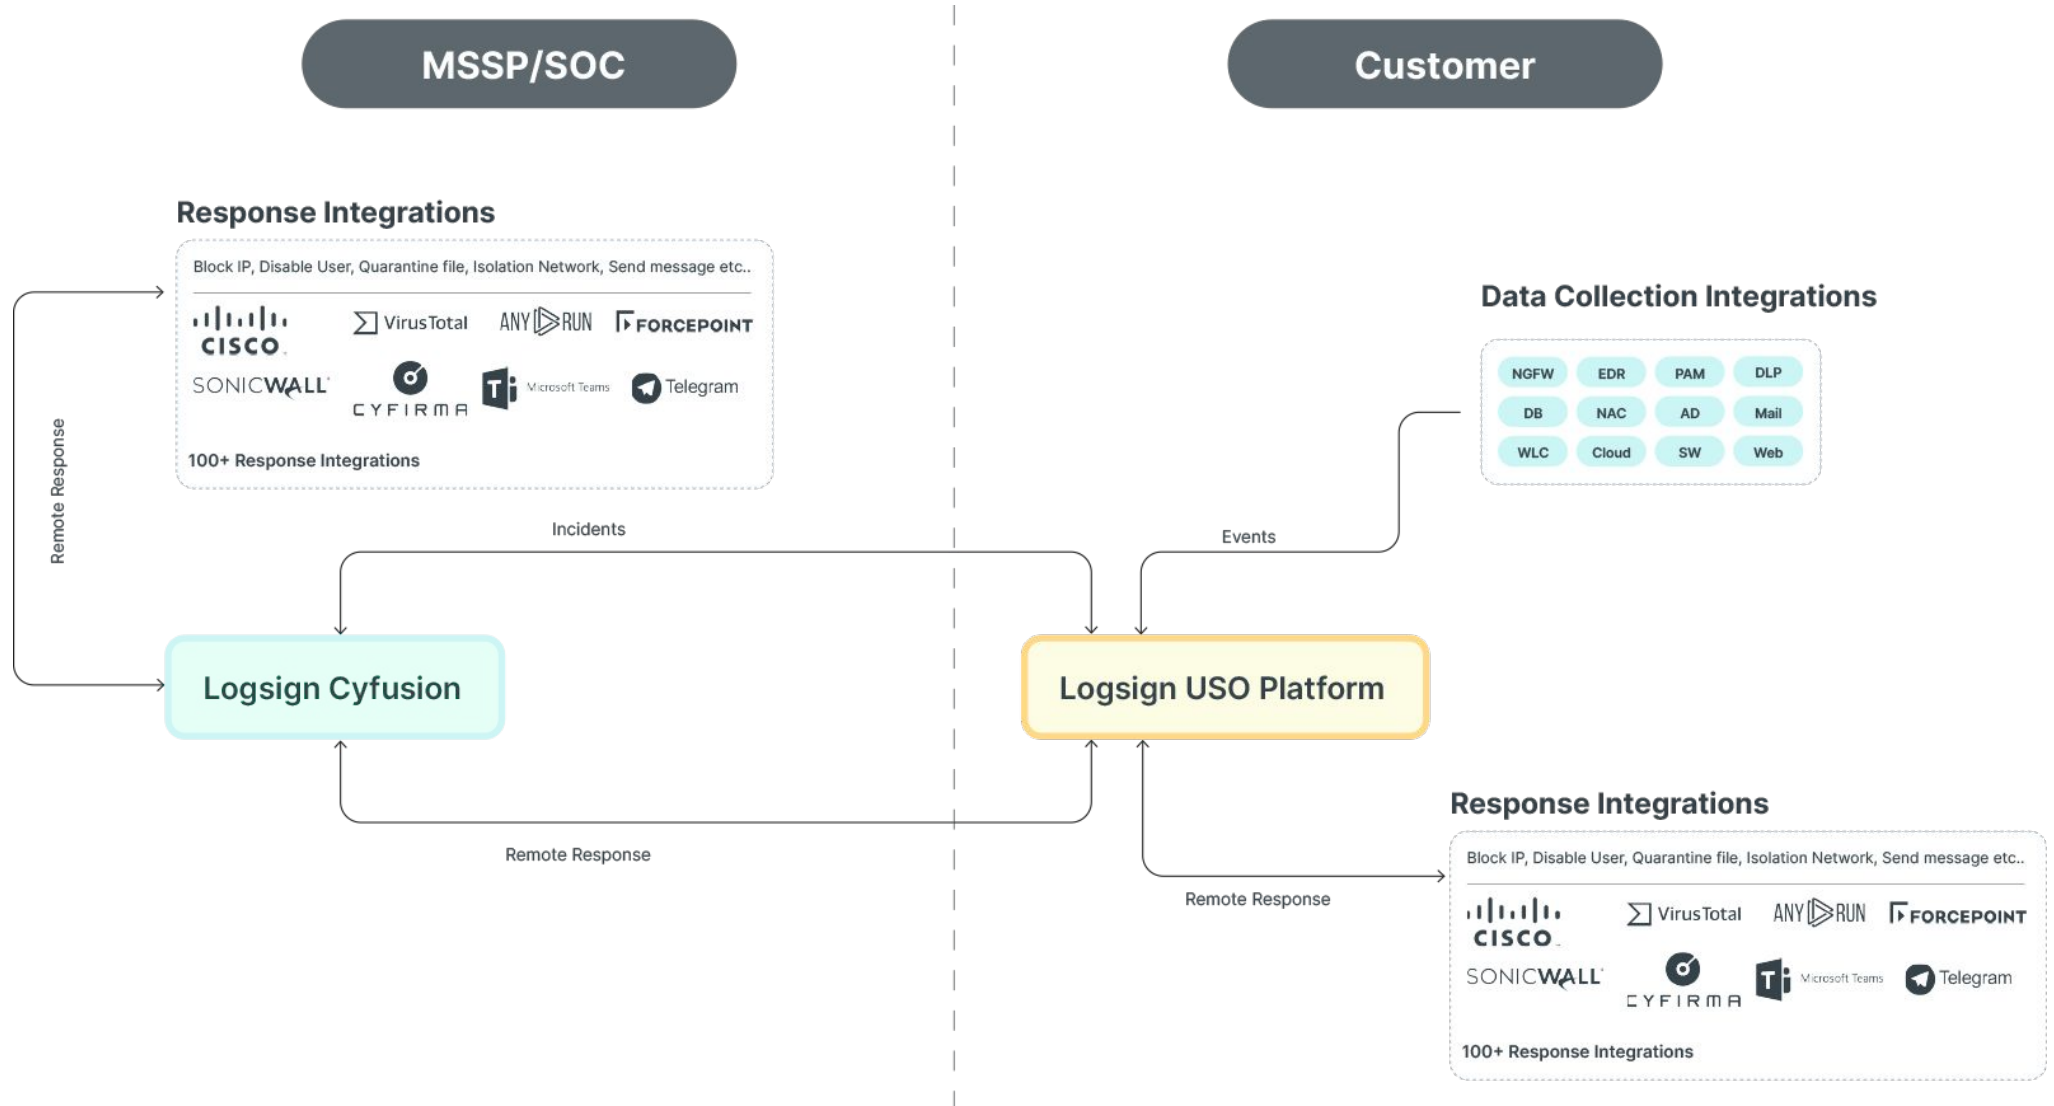 MSSP/SOC
Customer
Response Integrations
Block IP, Disable User, Quarantine file, Isolation Network, Send message etc..
CISCO
VirusTotal
ANY RUN
FORCEPOINT
SONICWALL
CYFIRMA
Microsoft Teams
Telegram
100+ Response Integrations
Remote Response
Data Collection Integrations
NGFW EDR PAM DLP
DB NAC AD Mail
WLC Cloud SW Web
Incidents
Events
Logsign Cyfusion
Logsign USO Platform
Remote Response
Remote Response
Response Integrations
Block IP, Disable User, Quarantine file, Isolation Network, Send message etc..
CISCO
VirusTotal
ANY RUN
FORCEPOINT
SONICWALL
CYFIRMA
Microsoft Teams
Telegram
100+ Response Integrations